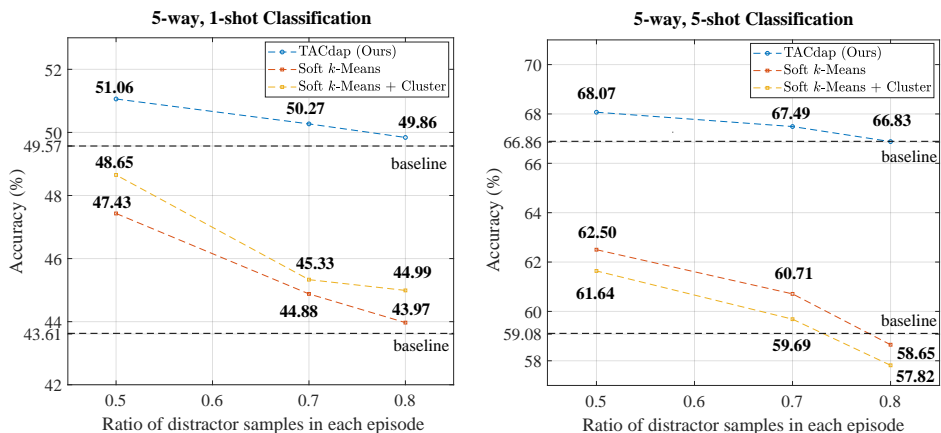 5-way, 1-shot Classification
TACdap (Ours)
Soft k-Means
Soft k-Means + Cluster
51.06
50.27
49.86
48.65
47.43
45.33
44.88
44.99
43.97
baseline
baseline
52
50
49.57
48
46
44
43.61
42
Accuracy (%)
0.5
0.6
0.7
0.8
Ratio of distractor samples in each episode
5-way, 5-shot Classification
TACdap (Ours)
Soft k-Means
Soft k-Means + Cluster
68.07
67.49
66.83
62.50
61.64
60.71
59.69
58.65
57.82
baseline
baseline
70
68
66.86
66
64
62
60
59.08
58
Accuracy (%)
0.5
0.6
0.7
0.8
Ratio of distractor samples in each episode